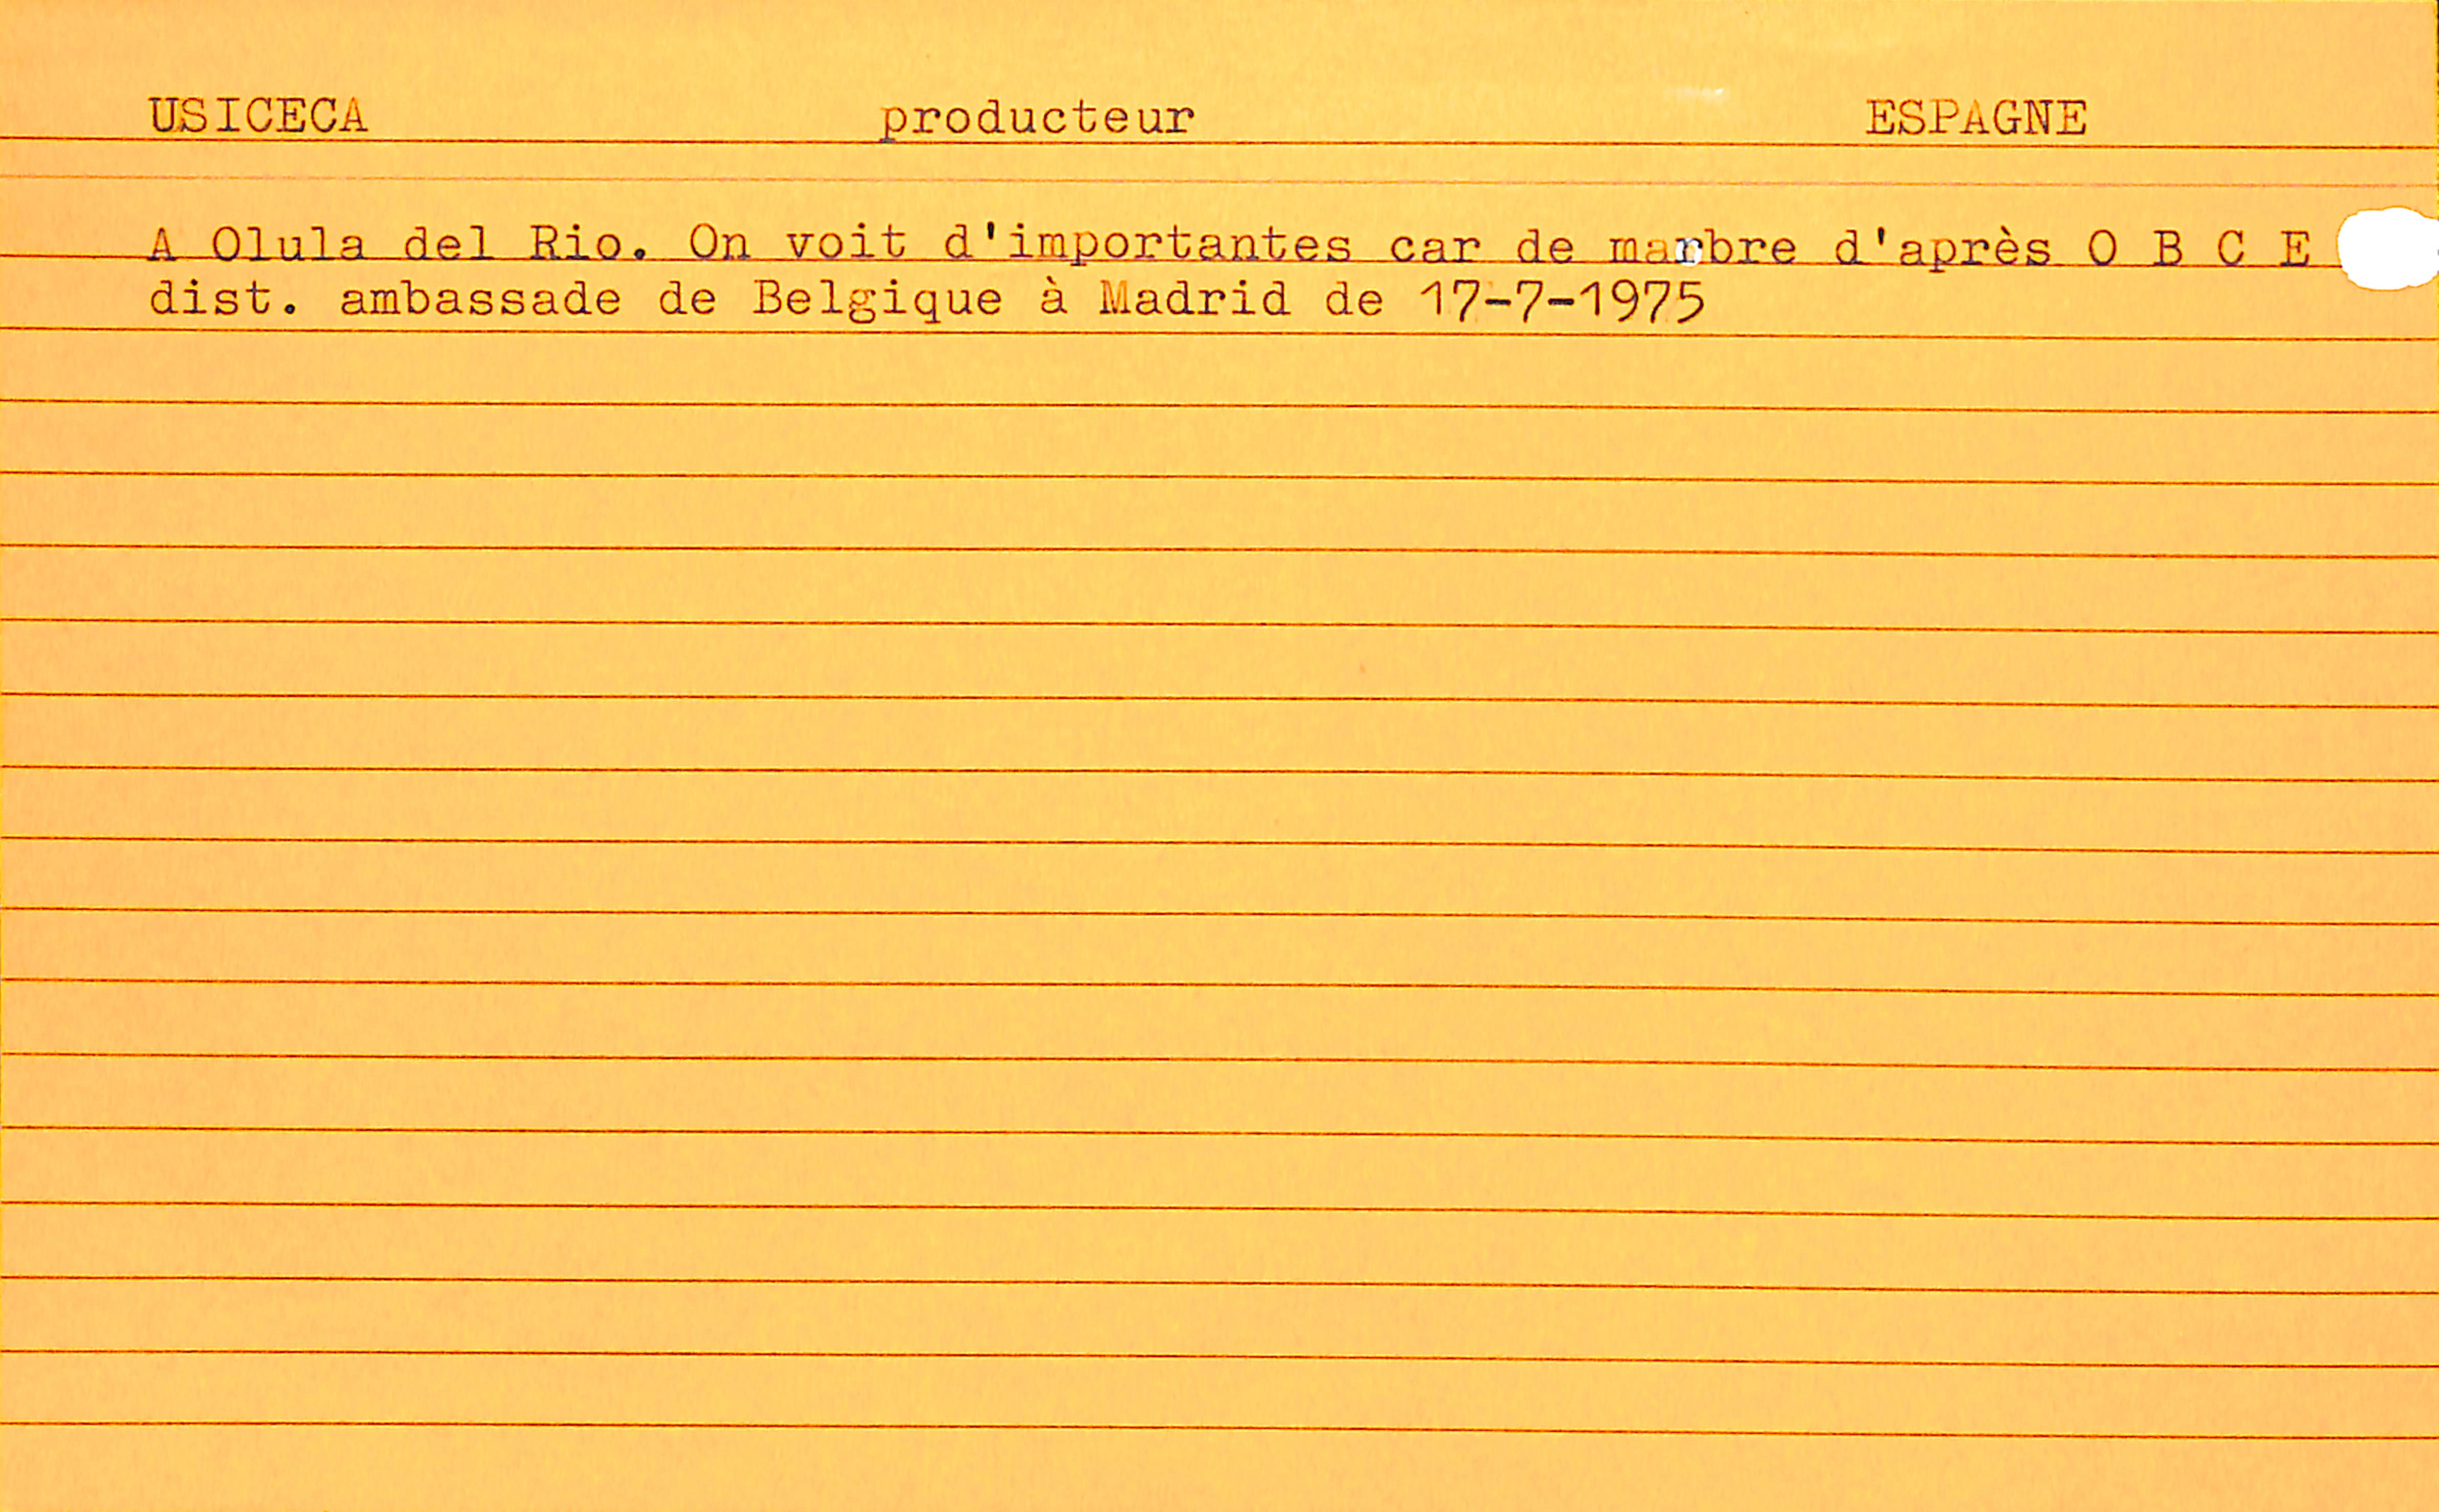 USICECA producteur ESPAGNE
A Olula del Rio. On voit d'importantes car de marbre d'après O B C E
dist. ambassade de Belgique à Madrid de 17-7-1975